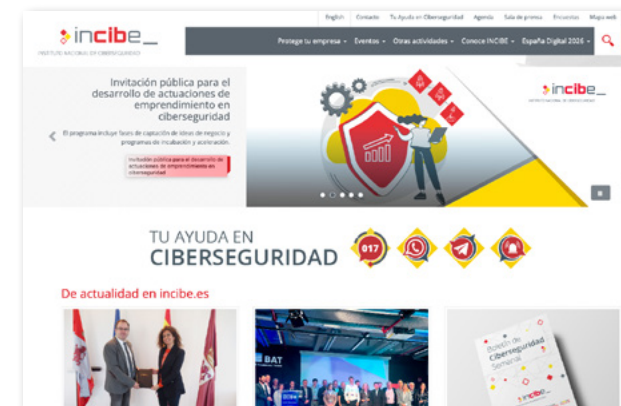 English Contacto Tu Ayuda en Ciberseguridad Agenda Sala de prensa Encuestas Mapa web
incibe_
INSTITUTO NACIONAL DE CIBERSEGURIDAD
Protege tu empresa Eventos Otras actividades Conoce INCIBE España Digital 2026
Invitación pública para el
desarrollo de actuaciones de
emprendimiento en
ciberseguridad
El programa incluye fases de captación de ideas de negocio y
programas de incubación y aceleración.
Invitación pública para el desarrollo de
actuaciones de emprendimiento en
ciberseguridad
incibe_
INSTITUTO NACIONAL DE CIBERSEGURIDAD
TU AYUDA EN
CIBERSEGURIDAD
017
De actualidad en incibe.es
BAT
Boletín de
Ciberseguridad
Semanal
incibe_